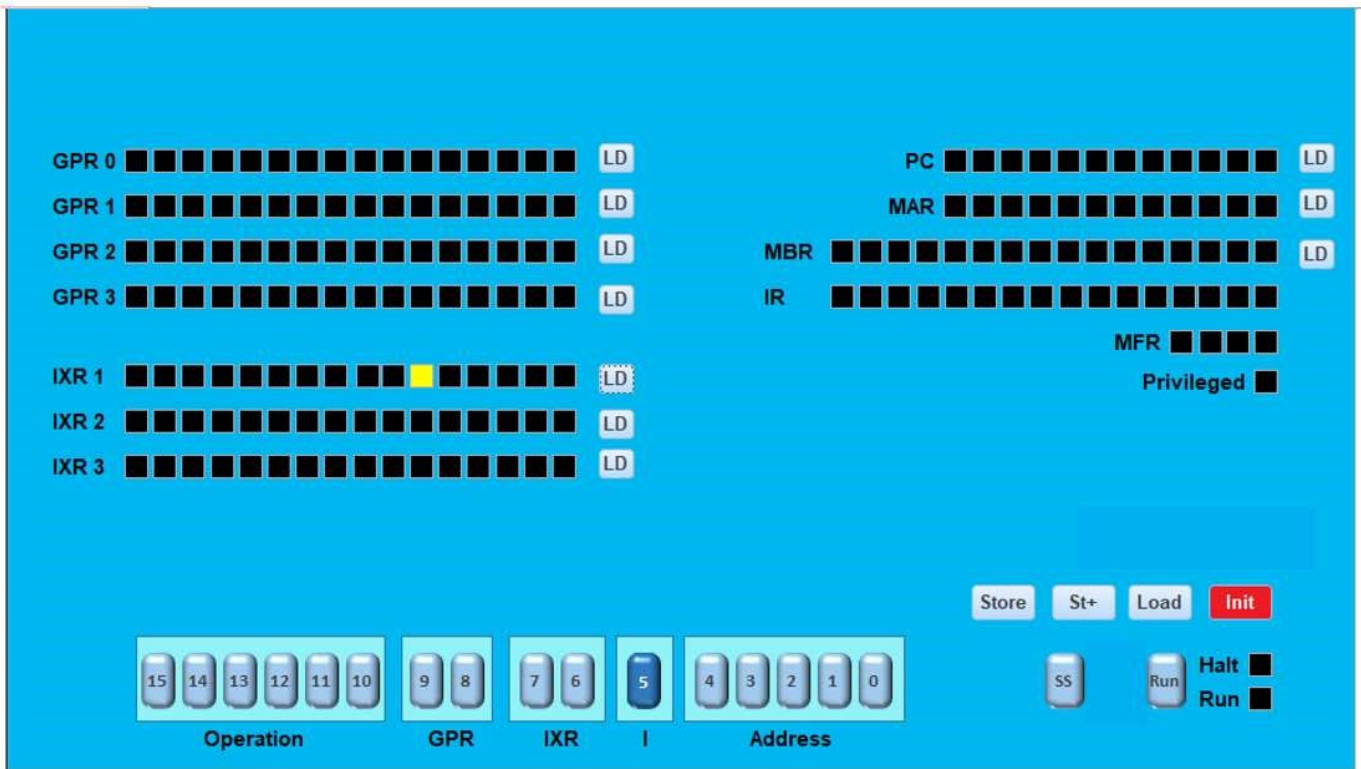 GPR 0 LD PC LD
GPR 1 LD MAR LD
GPR 2 LD MBR LD
GPR 3 LD IR
MFR
IXR 1 LD Privileged
IXR 2 LD
IXR 3 LD
Store St+ Load Init
15 14 13 12 11 10 9 8 7 6 5 4 3 2 1 0 SS Run Halt
Run
Operation GPR IXR I Address